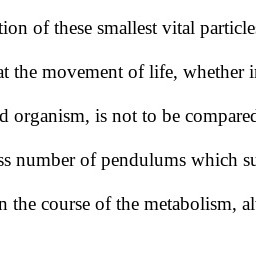 tion of these smallest vital particle
at the movement of life, whether i
d organism, is not to be compared
ss number of pendulums which su
n the course of the metabolism, al